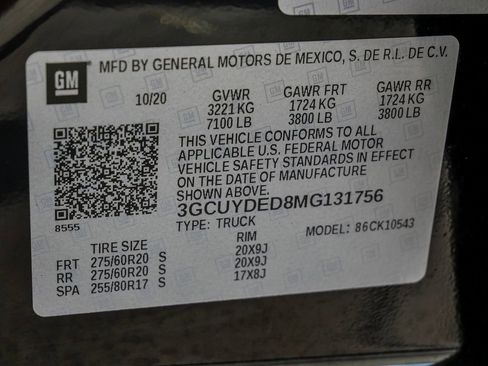 GM
MFD BY GENERAL MOTORS DE MEXICO, S. DE R.L. DE C.V.
10/20 GVWR GAWR FRT GAWR RR
3221 KG 1724 KG 1724 KG
7100 LB 3800 LB 3800 LB
THIS VEHICLE CONFORMS TO ALL
APPLICABLE U.S. FEDERAL MOTOR
VEHICLE SAFETY STANDARDS IN EFFECT
ON THE DATE OF MANUFACTURE
SHOWN ABOVE.
3GCUYDED8MG131756
8555
TYPE: TRUCK MODEL: 86CK10543
TIRE SIZE RIM
FRT 275/60R20 S 20X9J
RR 275/60R20 S 20X9J
SPA 255/80R17 S 17X8J